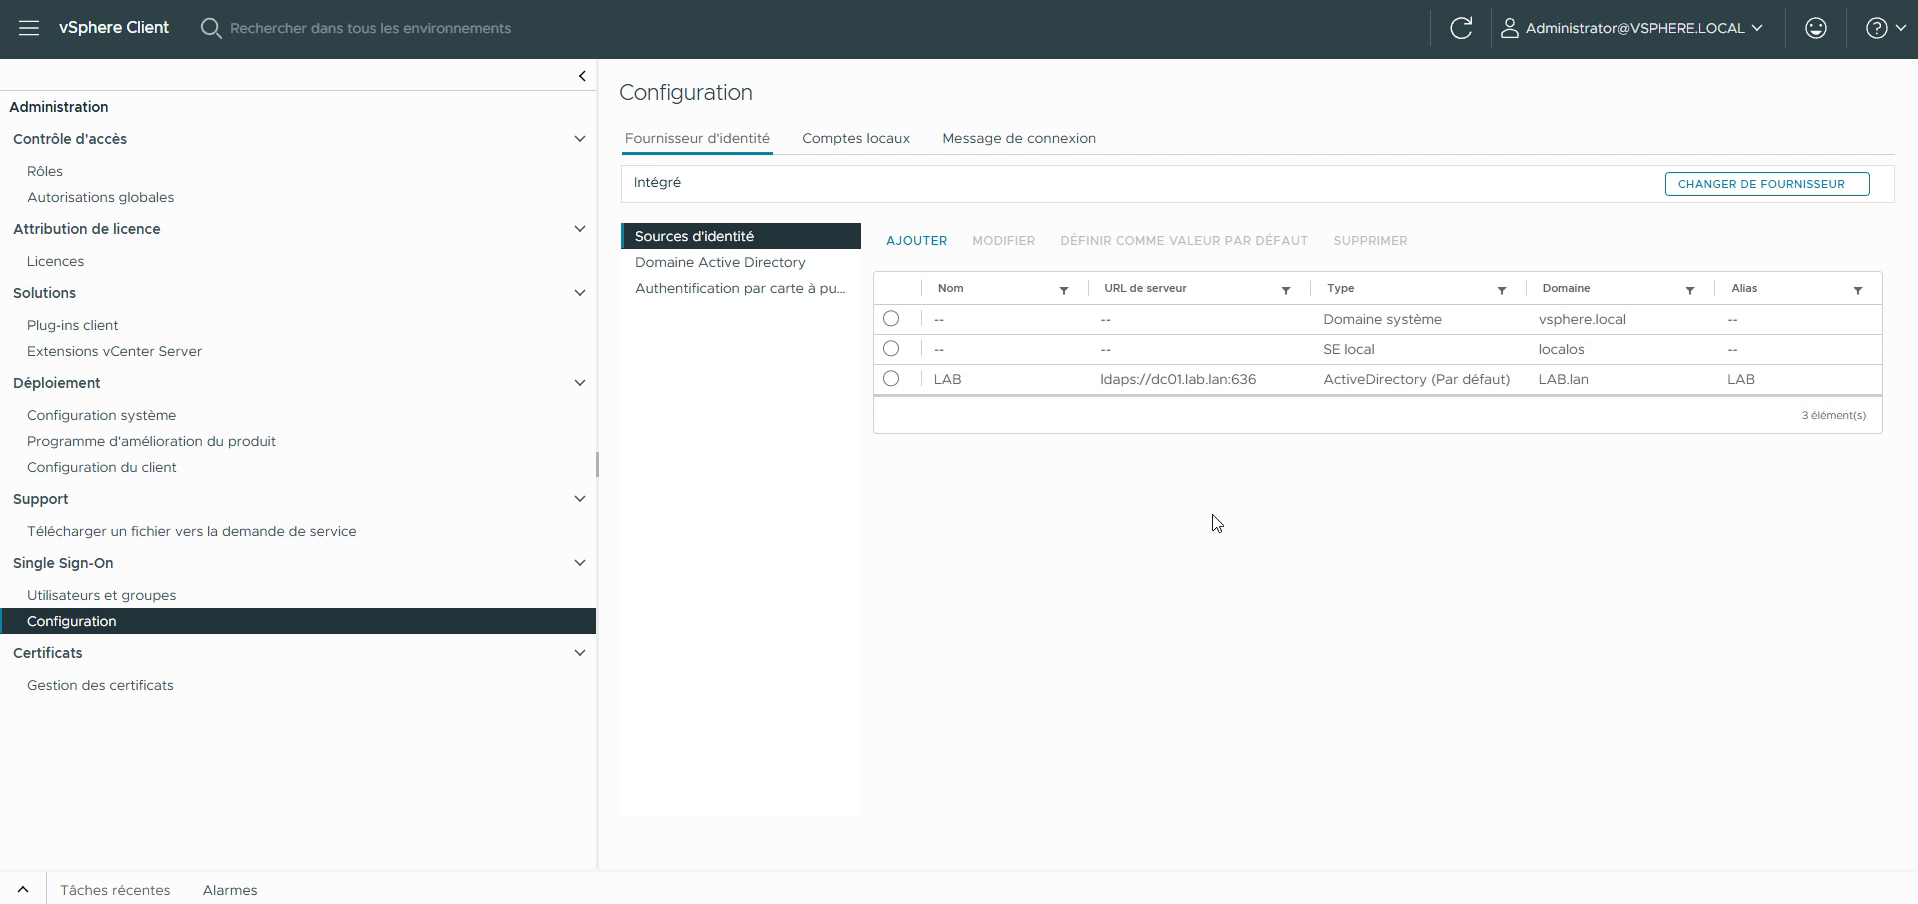 vSphere Client
Rechercher dans tous les environnements
Administrator@VSPHERE.LOCAL
Administration
Contrôle d'accès
Rôles
Autorisations globales
Attribution de licence
Licences
Solutions
Plug-ins client
Extensions vCenter Server
Déploiement
Configuration système
Programme d'amélioration du produit
Configuration du client
Support
Télécharger un fichier vers la demande de service
Single Sign-On
Utilisateurs et groupes
Configuration
Certificats
Gestion des certificats
Configuration
Fournisseur d'identité Comptes locaux Message de connexion
Intégré CHANGER DE FOURNISSEUR
Sources d'identité
Domaine Active Directory
Authentification par carte à pu...
AJOUTER MODIFIER DÉFINIR COMME VALEUR PAR DÉFAUT SUPPRIMER
Nom URL de serveur Type Domaine Alias
-- -- Domaine système vsphere.local --
-- -- SE local localos --
LAB ldaps://dc01.lab.lan:636 ActiveDirectory (Par défaut) LAB.lan LAB
3 élément(s)
Tâches récentes Alarmes